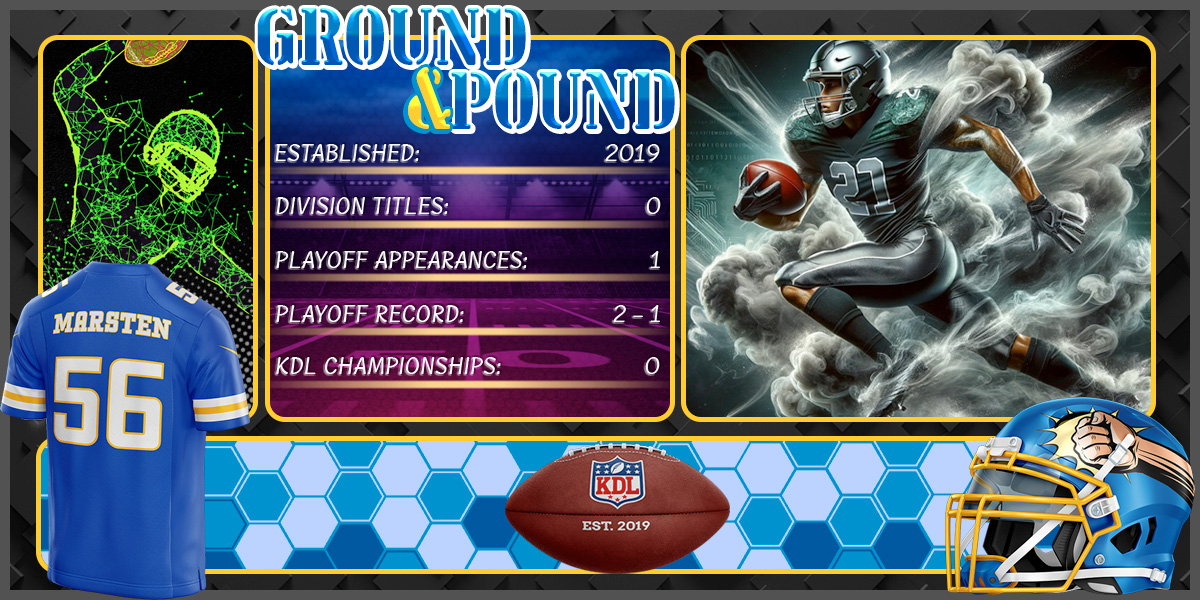 GROUND
&POUND
ESTABLISHED: 2019
DIVISION TITLES: 0
PLAYOFF APPEARANCES: 1
PLAYOFF RECORD: 2 – 1
KDL CHAMPIONSHIPS: 0
21
MARSTEN
56
KDL
EST. 2019